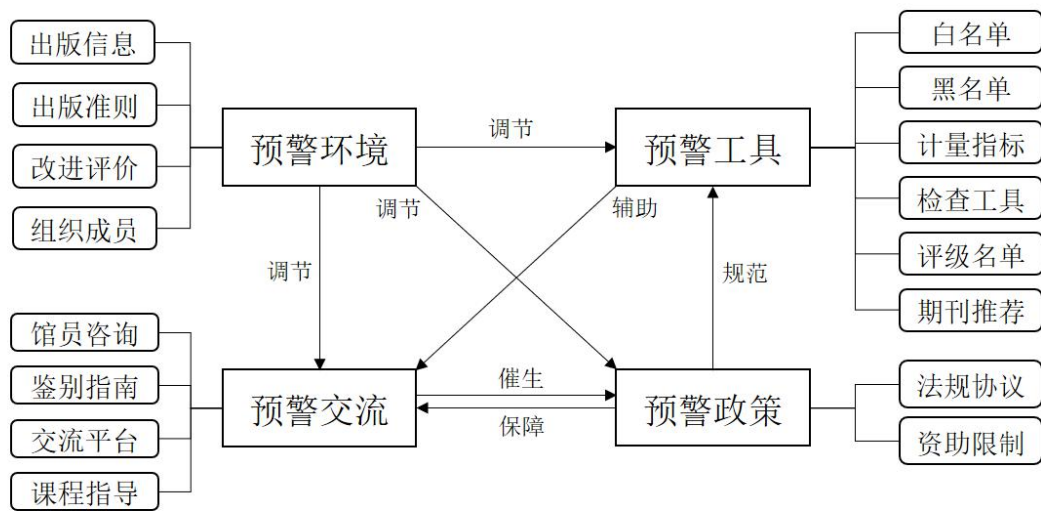 出版信息
出版准则
改进评价
组织成员
预警环境
调节
预警工具
白名单
黑名单
计量指标
检查工具
评级名单
期刊推荐
调节
辅助
调节
规范
馆员咨询
鉴别指南
交流平台
课程指导
预警交流
催生
保障
预警政策
法规协议
资助限制